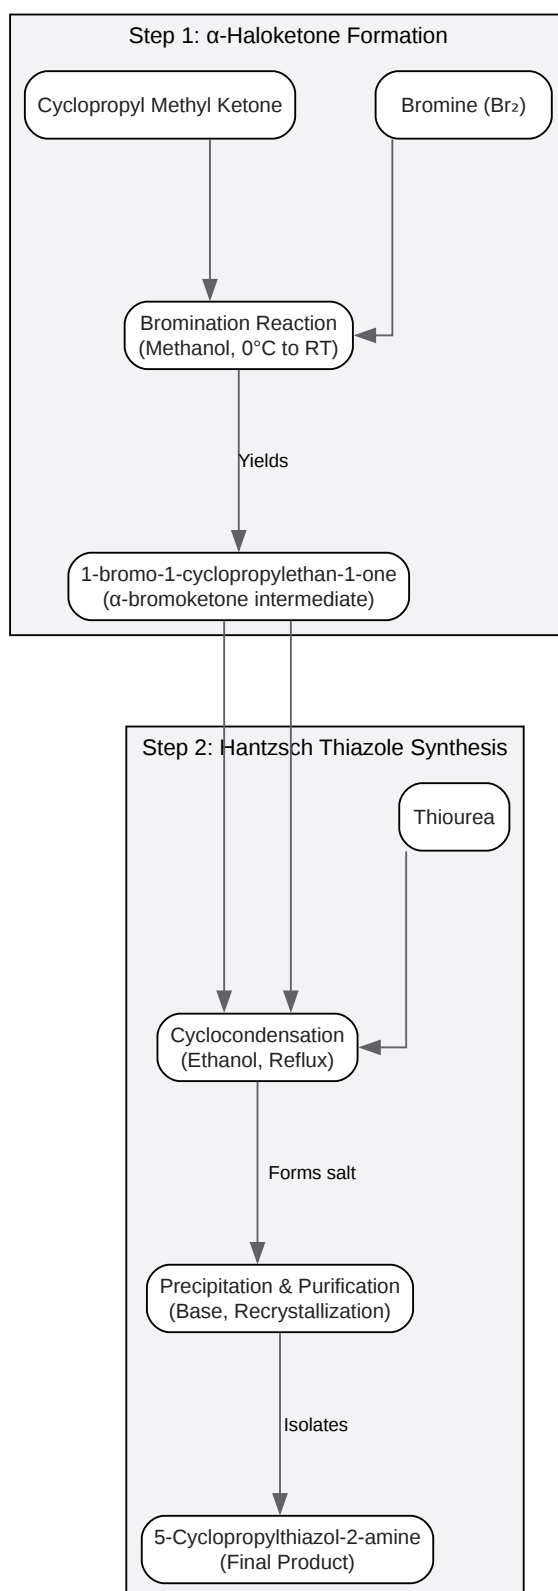 Step 1: α-Haloketone Formation
Cyclopropyl Methyl Ketone
Bromine (Br₂)
Bromination Reaction
(Methanol, 0°C to RT)
Yields
1-bromo-1-cyclopropylethan-1-one
(α-bromoketone intermediate)
Step 2: Hantzsch Thiazole Synthesis
Thiourea
Cyclocondensation
(Ethanol, Reflux)
Forms salt
Precipitation & Purification
(Base, Recrystallization)
Isolates
5-Cyclopropylthiazol-2-amine
(Final Product)